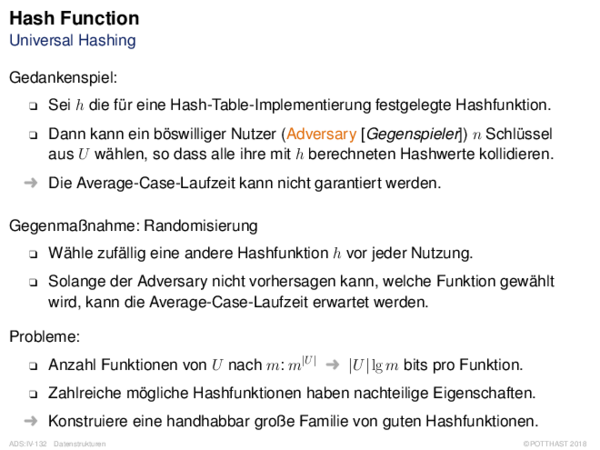 Hash Function
Universal Hashing
Gedankenspiel:
❑ Sei h die für eine Hash-Table-Implementierung festgelegte Hashfunktion.
❑ Dann kann ein böswilliger Nutzer (Adversary [Gegenspieler]) n Schlüssel
aus U wählen, so dass alle ihre mit h berechneten Hashwerte kollidieren.
➜ Die Average-Case-Laufzeit kann nicht garantiert werden.
Gegenmaßnahme: Randomisierung
❑ Wähle zufällig eine andere Hashfunktion h vor jeder Nutzung.
❑ Solange der Adversary nicht vorhersagen kann, welche Funktion gewählt
wird, kann die Average-Case-Laufzeit erwartet werden.
Probleme:
❑ Anzahl Funktionen von U nach m: m^|U| ➜ |U| lg m bits pro Funktion.
❑ Zahlreiche mögliche Hashfunktionen haben nachteilige Eigenschaften.
➜ Konstruiere eine handhabbar große Familie von guten Hashfunktionen.
ADS:IV-132 Datenstrukturen ©POTTHAST 2018